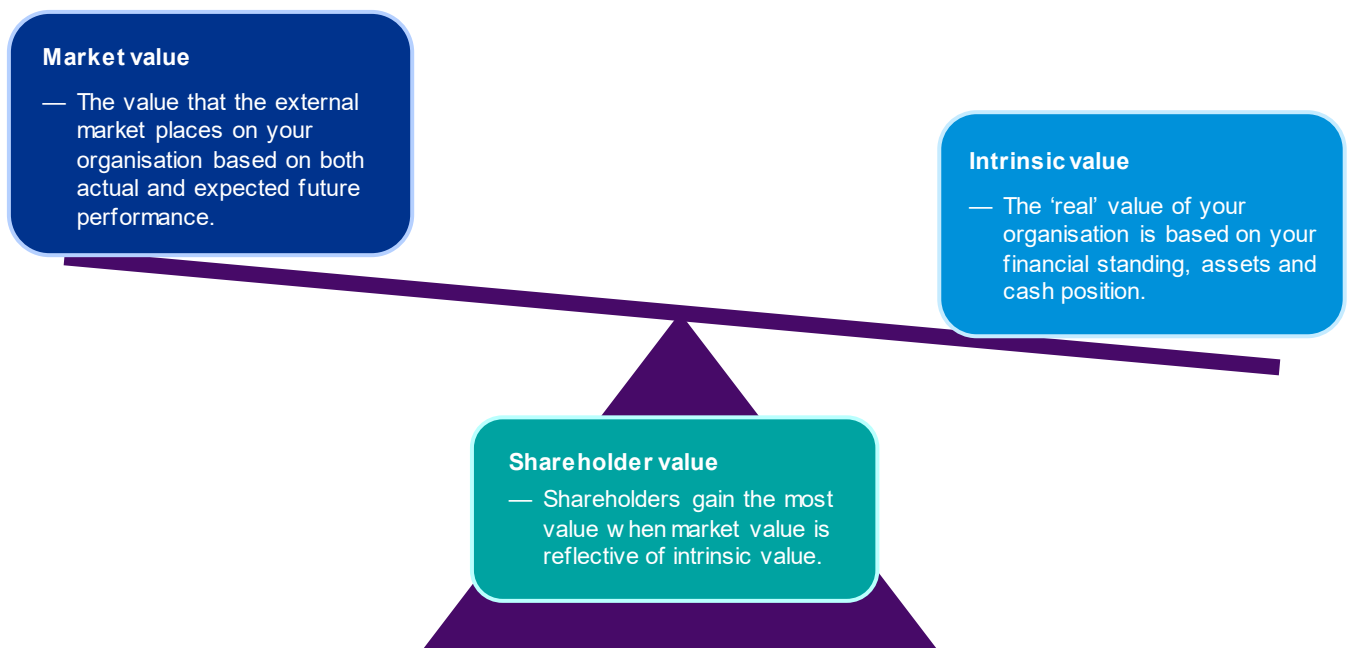 Market value
— The value that the external
market places on your
organisation based on both
actual and expected future
performance.
Intrinsic value
— The ‘real’ value of your
organisation is based on your
financial standing, assets and
cash position.
Shareholder value
— Shareholders gain the most
value when market value is
reflective of intrinsic value.